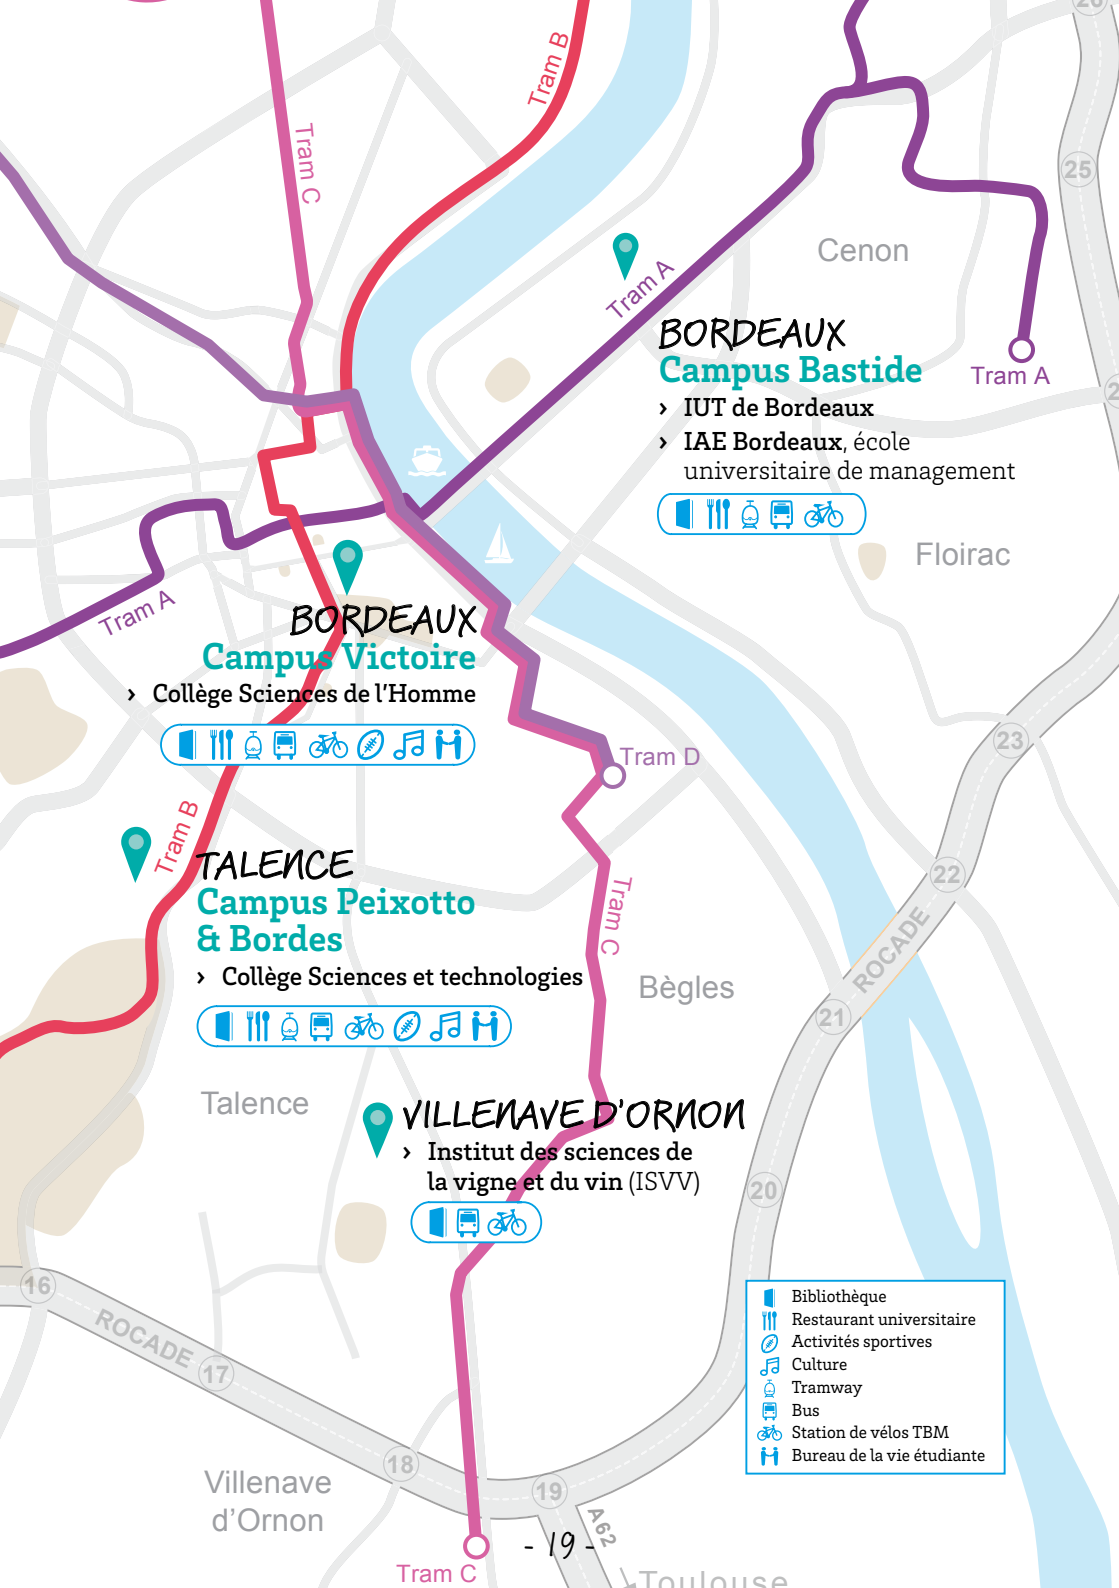 26
Tram B
Tram C
25
Cenon
Tram A
BORDEAUX
Campus Bastide
Tram A
› IUT de Bordeaux
› IAE Bordeaux, école
universitaire de management
Floirac
Tram A
BORDEAUX
Campus Victoire
› Collège Sciences de l'Homme
23
Tram D
Tram B
TALENCE
Campus Peixotto
& Bordes
› Collège Sciences et technologies
22
Tram C
ROCADE
Bègles
21
Talence
VILLENAVE D'ORNON
› Institut des sciences de
la vigne et du vin (ISVV)
20
16
ROCADE
17
Bibliothèque
Restaurant universitaire
Activités sportives
Culture
Tramway
Bus
Station de vélos TBM
Bureau de la vie étudiante
18
Villenave
d'Ornon
19
A62
- 19 -
Tram C
Toulouse